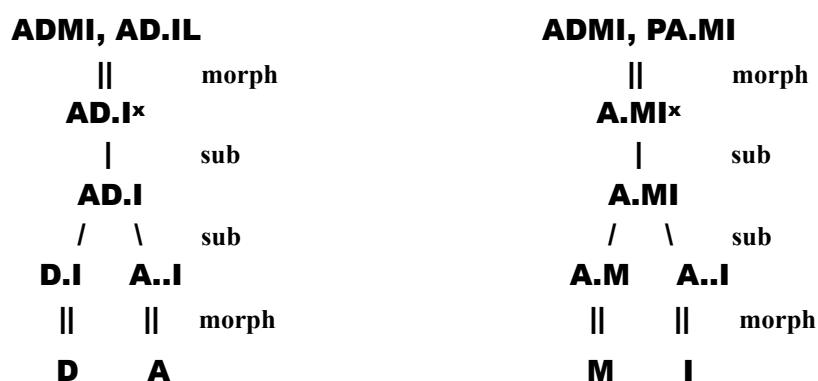 ADMI, AD.IL ADMI, PA.MI
|| morph || morph
AD.Iˣ A.MIˣ
| sub | sub
AD.I A.MI
/ \ sub / \ sub
D.I A..I A.M A..I
|| || morph || || morph
D A M I